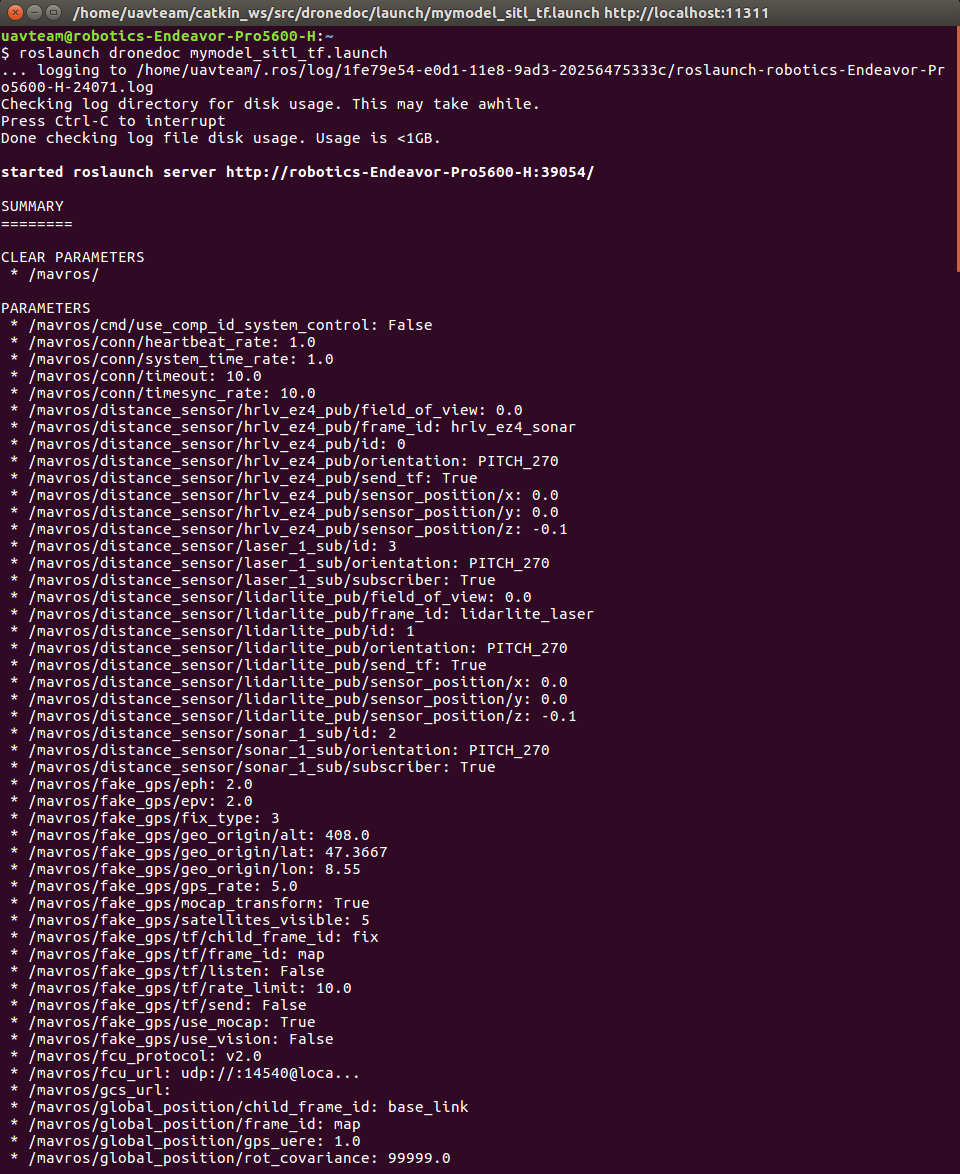 /home/uavteam/catkin_ws/src/dronedoc/launch/mymodel_sitl_tf.launch http://localhost:11311
uavteam@robotics-Endeavor-Pro5600-H:~
$ roslaunch dronedoc mymodel_sitl_tf.launch
... logging to /home/uavteam/.ros/log/1fe79e54-e0d1-11e8-9ad3-20256475333c/roslaunch-robotics-Endeavor-Pr
o5600-H-24071.log
Checking log directory for disk usage. This may take awhile.
Press Ctrl-C to interrupt
Done checking log file disk usage. Usage is <1GB.
started roslaunch server http://robotics-Endeavor-Pro5600-H:39054/
SUMMARY
========
CLEAR PARAMETERS
* /mavros/
PARAMETERS
* /mavros/cmd/use_comp_id_system_control: False
* /mavros/conn/heartbeat_rate: 1.0
* /mavros/conn/system_time_rate: 1.0
* /mavros/conn/timeout: 10.0
* /mavros/conn/timesync_rate: 10.0
* /mavros/distance_sensor/hrlv_ez4_pub/field_of_view: 0.0
* /mavros/distance_sensor/hrlv_ez4_pub/frame_id: hrlv_ez4_sonar
* /mavros/distance_sensor/hrlv_ez4_pub/id: 0
* /mavros/distance_sensor/hrlv_ez4_pub/orientation: PITCH_270
* /mavros/distance_sensor/hrlv_ez4_pub/send_tf: True
* /mavros/distance_sensor/hrlv_ez4_pub/sensor_position/x: 0.0
* /mavros/distance_sensor/hrlv_ez4_pub/sensor_position/y: 0.0
* /mavros/distance_sensor/hrlv_ez4_pub/sensor_position/z: -0.1
* /mavros/distance_sensor/laser_1_sub/id: 3
* /mavros/distance_sensor/laser_1_sub/orientation: PITCH_270
* /mavros/distance_sensor/laser_1_sub/subscriber: True
* /mavros/distance_sensor/lidarlite_pub/field_of_view: 0.0
* /mavros/distance_sensor/lidarlite_pub/frame_id: lidarlite_laser
* /mavros/distance_sensor/lidarlite_pub/id: 1
* /mavros/distance_sensor/lidarlite_pub/orientation: PITCH_270
* /mavros/distance_sensor/lidarlite_pub/send_tf: True
* /mavros/distance_sensor/lidarlite_pub/sensor_position/x: 0.0
* /mavros/distance_sensor/lidarlite_pub/sensor_position/y: 0.0
* /mavros/distance_sensor/lidarlite_pub/sensor_position/z: -0.1
* /mavros/distance_sensor/sonar_1_sub/id: 2
* /mavros/distance_sensor/sonar_1_sub/orientation: PITCH_270
* /mavros/distance_sensor/sonar_1_sub/subscriber: True
* /mavros/fake_gps/eph: 2.0
* /mavros/fake_gps/epv: 2.0
* /mavros/fake_gps/fix_type: 3
* /mavros/fake_gps/geo_origin/alt: 408.0
* /mavros/fake_gps/geo_origin/lat: 47.3667
* /mavros/fake_gps/geo_origin/lon: 8.55
* /mavros/fake_gps/gps_rate: 5.0
* /mavros/fake_gps/mocap_transform: True
* /mavros/fake_gps/satellites_visible: 5
* /mavros/fake_gps/tf/child_frame_id: fix
* /mavros/fake_gps/tf/frame_id: map
* /mavros/fake_gps/tf/listen: False
* /mavros/fake_gps/tf/rate_limit: 10.0
* /mavros/fake_gps/tf/send: False
* /mavros/fake_gps/use_mocap: True
* /mavros/fake_gps/use_vision: False
* /mavros/fcu_protocol: v2.0
* /mavros/fcu_url: udp://:14540@loca...
* /mavros/gcs_url:
* /mavros/global_position/child_frame_id: base_link
* /mavros/global_position/frame_id: map
* /mavros/global_position/gps_uere: 1.0
* /mavros/global_position/rot_covariance: 99999.0